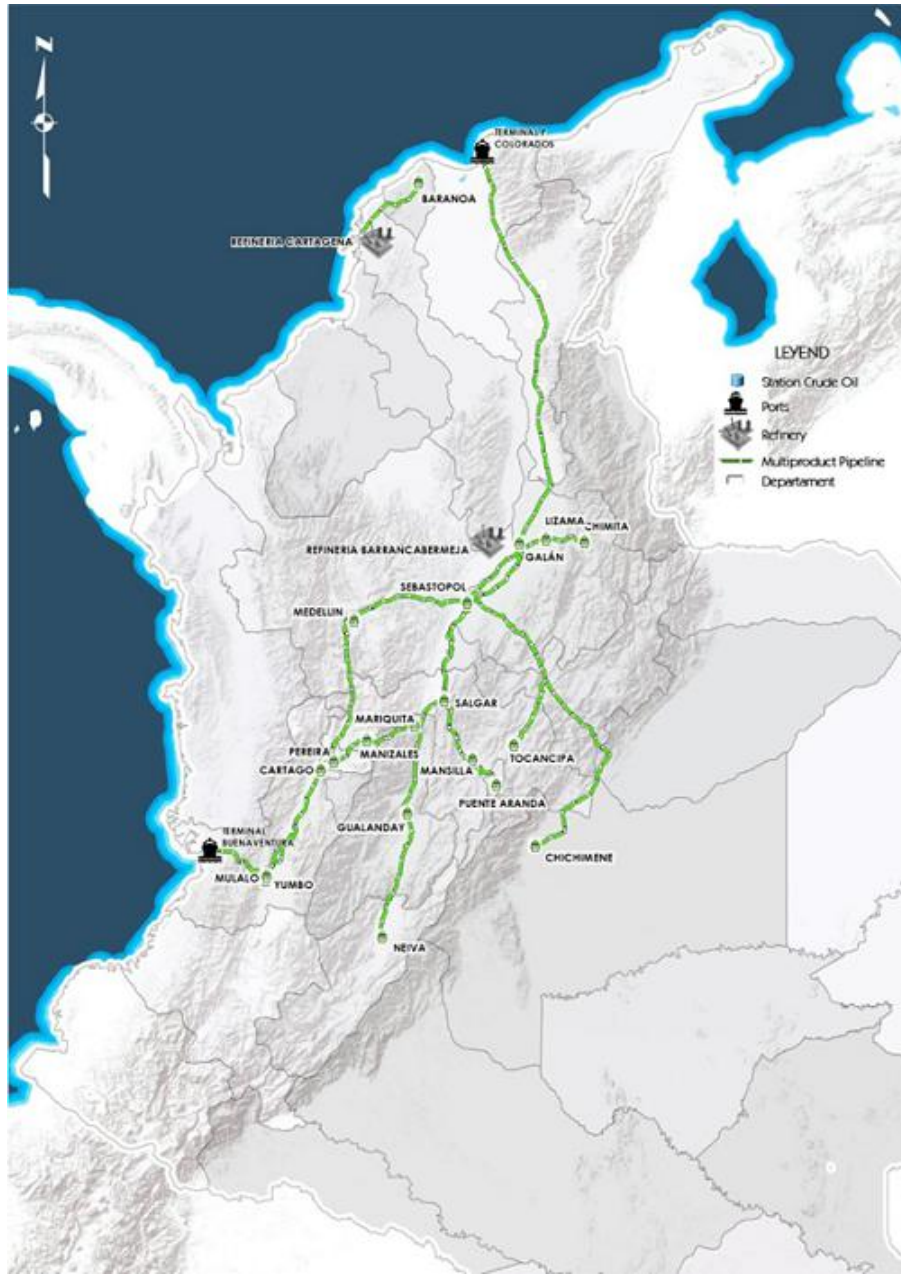 N
TERMINAL P
COLORADOS
BARANOA
REFINERIA CARTAGENA
LEYEND
Station Crude Oil
Ports
Refinery
Multiproduct Pipeline
Departament
LIZAMA
CHIMITA
REFINERIA BARRANCABERMEJA
GALÁN
SEBASTOPOL
MEDELLIN
SALGAR
MARIQUITA
PEREIRA
MANIZALES
TOCANCIPA
CARTAGO
MANSILLA
PUENTE ARANDA
GUALANDAY
TERMINAL
BUENAVENTURA
CHICHIMENE
MULALO
YUMBO
NEIVA